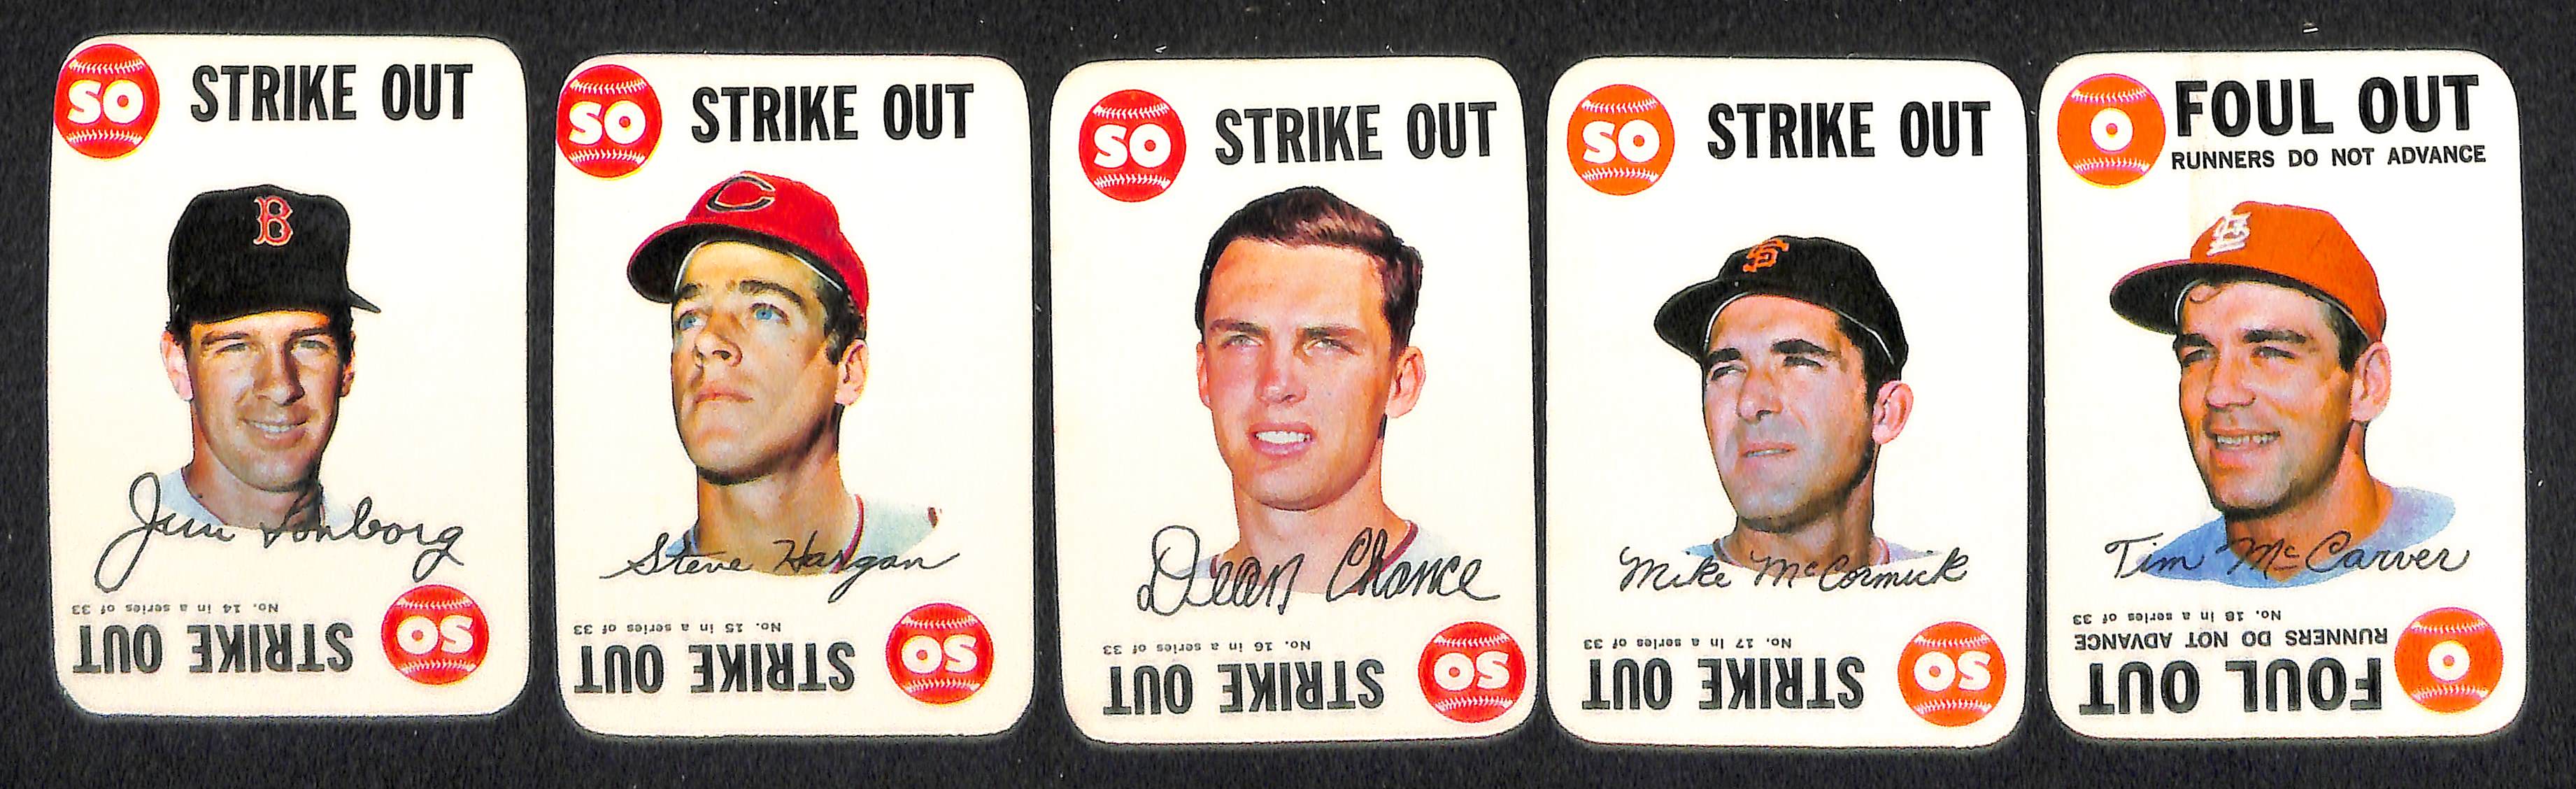 SO STRIKE OUT
B
Jim Lonborg
No. 14 in a series of 33
STRIKE OUT SO
SO STRIKE OUT
C
Steve Hargan
No. 15 in a series of 33
STRIKE OUT SO
SO STRIKE OUT
Dean Chance
No. 16 in a series of 33
STRIKE OUT SO
SO STRIKE OUT
SF
Mike McCormick
No. 17 in a series of 33
STRIKE OUT SO
O FOUL OUT
RUNNERS DO NOT ADVANCE
StL
Tim McCarver
No. 18 in a series of 33
RUNNERS DO NOT ADVANCE
FOUL OUT O